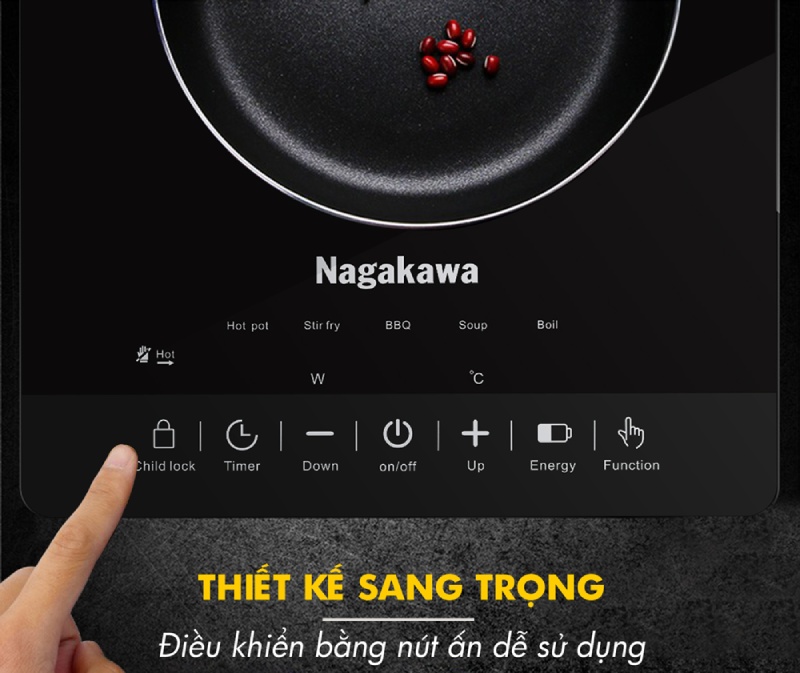 Nagakawa
Hot pot Stir fry BBQ Soup Boil
Hot
W °C
Child lock Timer Down on/off Up Energy Function
THIẾT KẾ SANG TRỌNG
Điều khiển bằng nút ấn dễ sử dụng